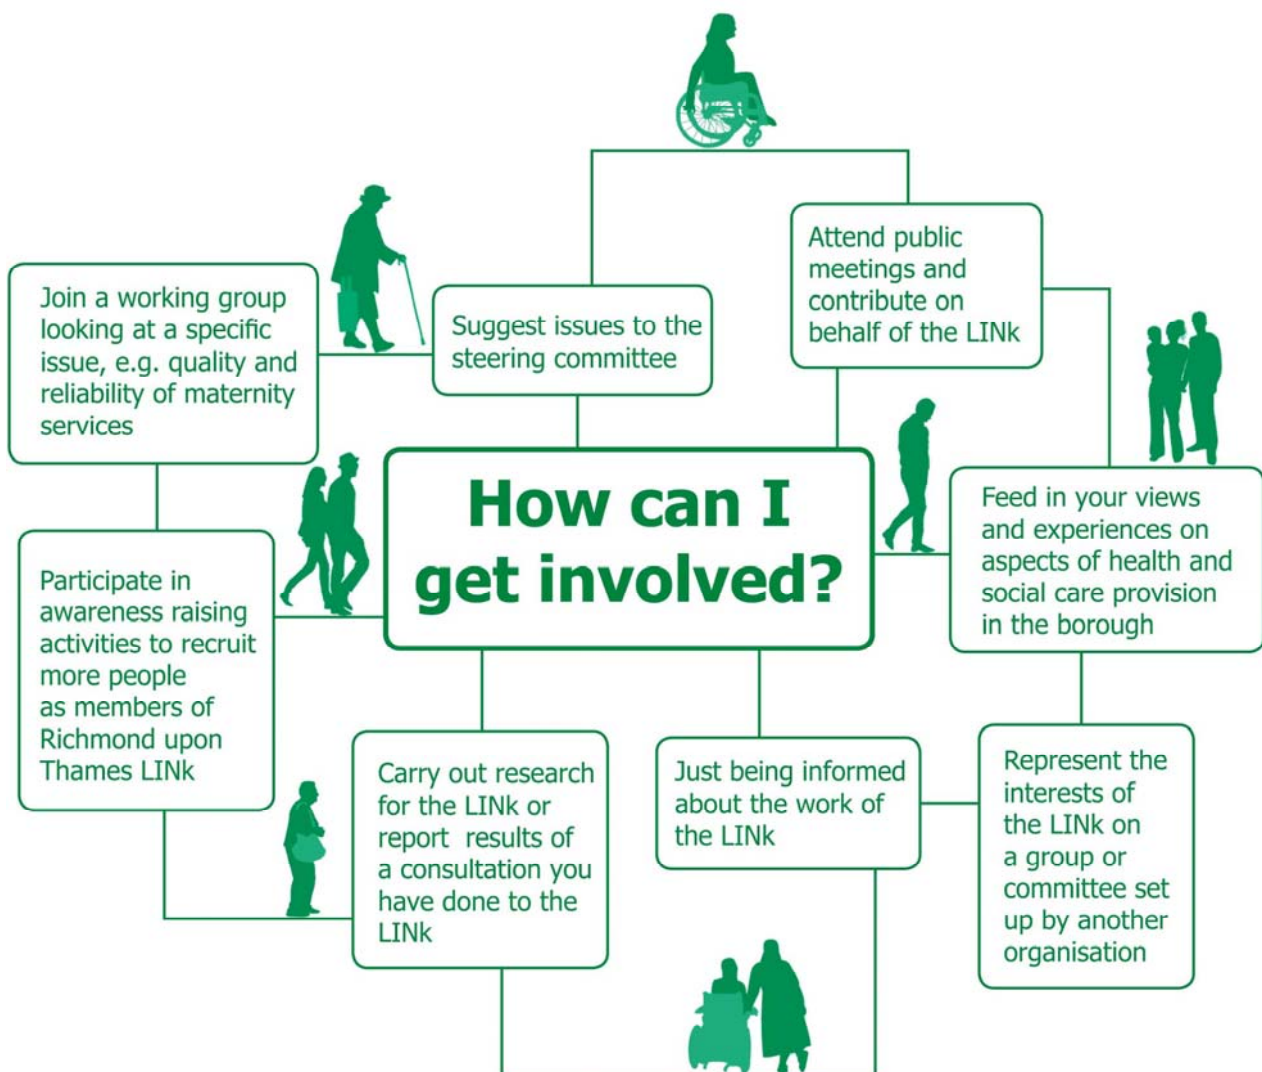 Attend public
meetings and
contribute on
behalf of the LINk
Join a working group
looking at a specific
issue, e.g. quality and
reliability of maternity
services
Suggest issues to the
steering committee
How can I
get involved?
Feed in your views
and experiences on
aspects of health and
social care provision
in the borough
Participate in
awareness raising
activities to recruit
more people
as members of
Richmond upon
Thames LINk
Carry out research
for the LINk or
report results of
a consultation you
have done to the
LINk
Just being informed
about the work of
the LINk
Represent the
interests of
the LINk on
a group or
committee set
up by another
organisation